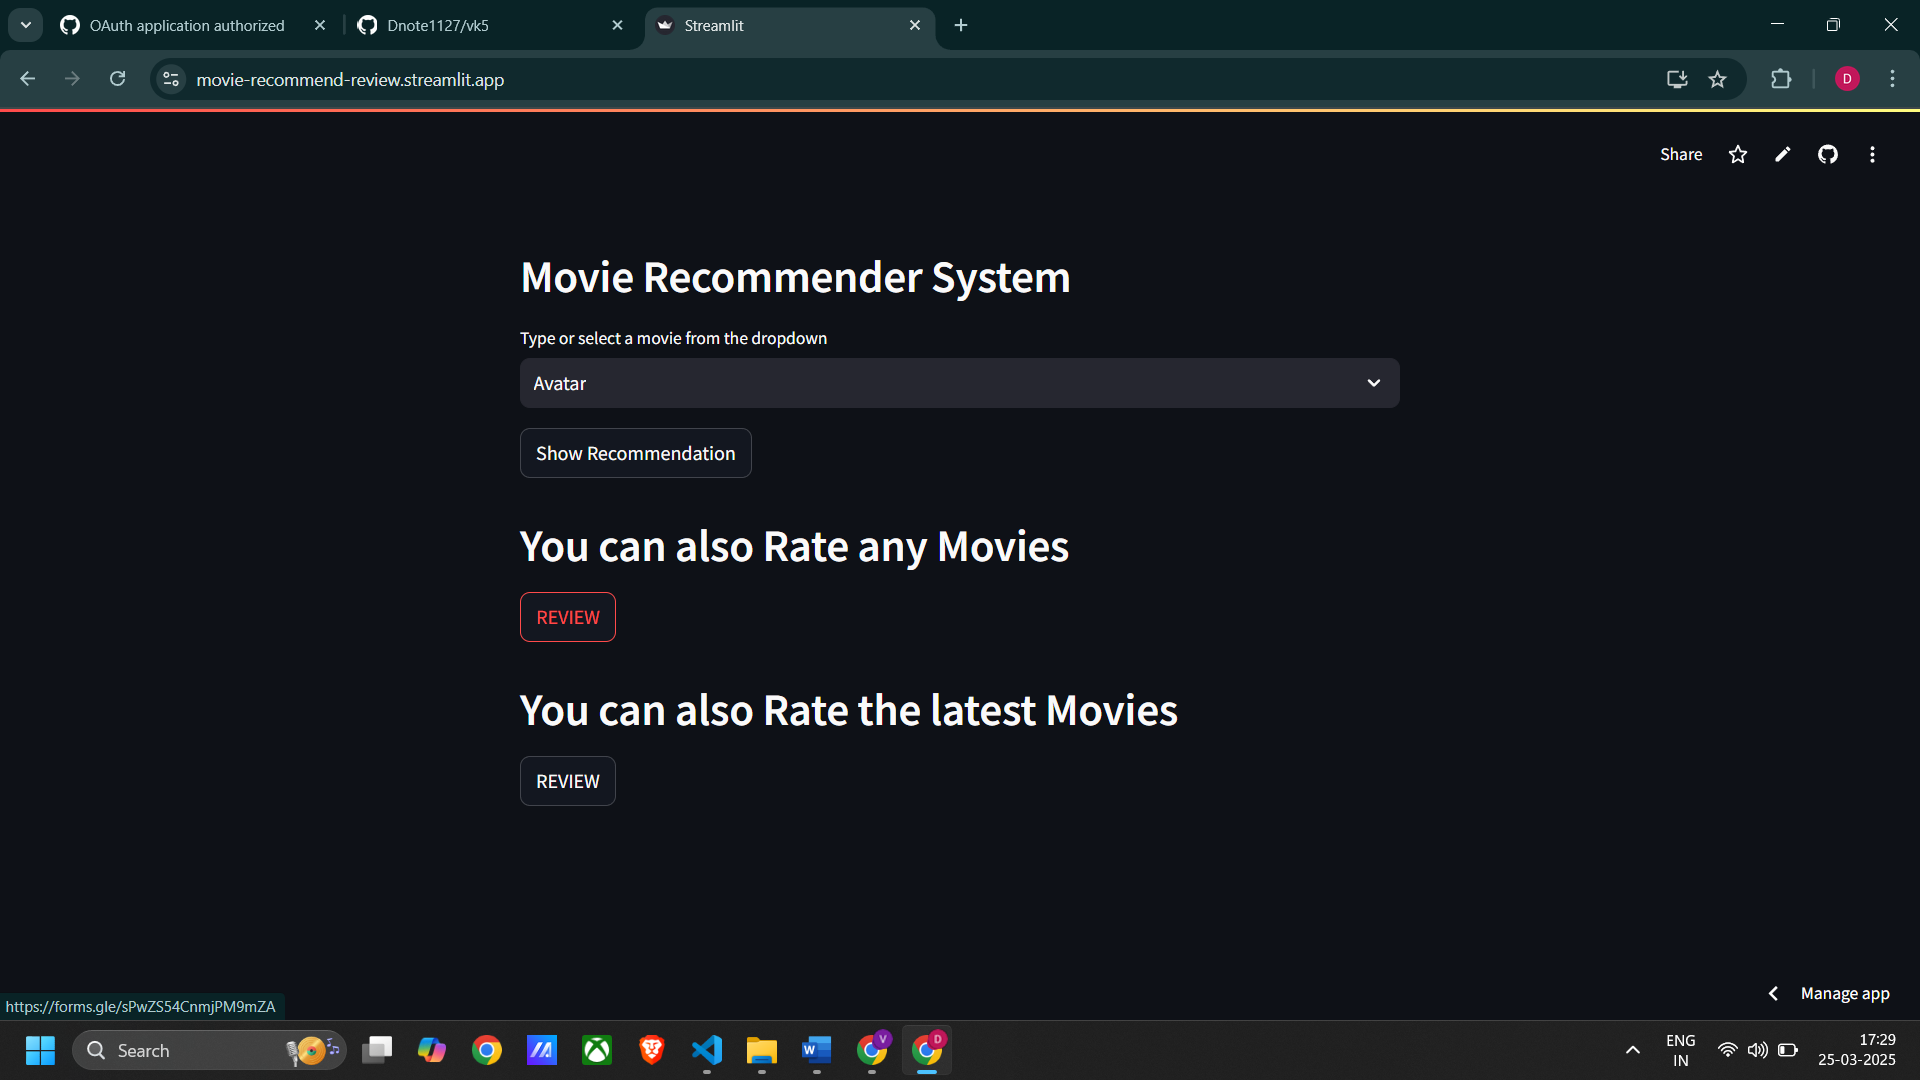 OAuth application authorized
Dnote1127/vk5
Streamlit
movie-recommend-review.streamlit.app
D
Share
Movie Recommender System
Type or select a movie from the dropdown
Avatar
Show Recommendation
You can also Rate any Movies
REVIEW
You can also Rate the latest Movies
REVIEW
Manage app
https://forms.gle/sPwZS54CnmjPM9mZA
Search
W
V
D
ENG
IN
17:29
25-03-2025